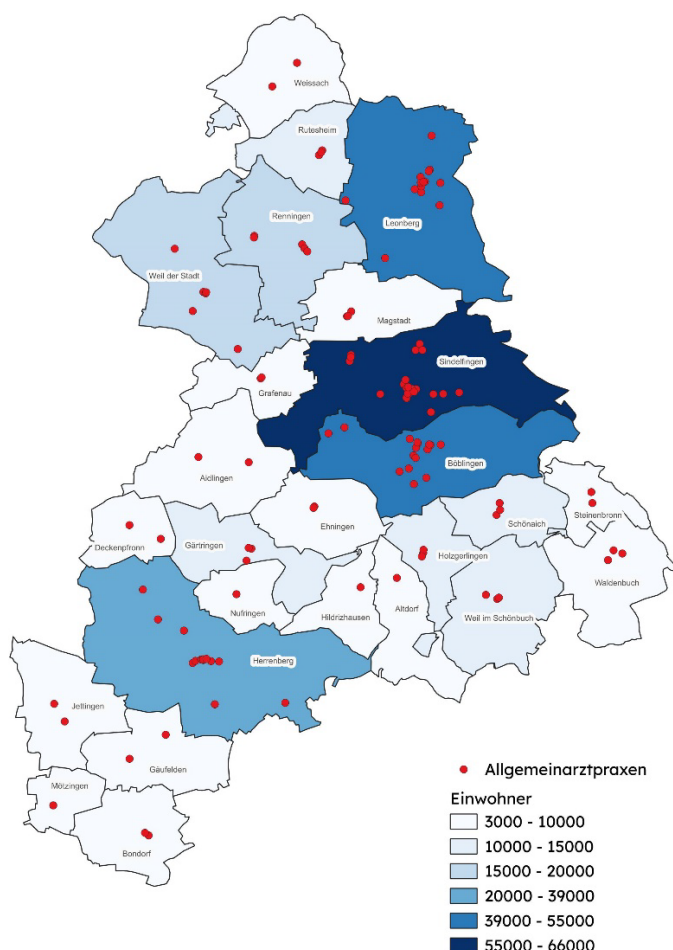 Weissach
Rutesheim
Renningen
Leonberg
Weil der Stadt
Magstadt
Sindelfingen
Grafenau
Böblingen
Aidlingen
Steinenbronn
Ehningen
Schönaich
Deckenpfronn
Gärtringen
Holzgerlingen
Waldenbuch
Nufringen
Hildrizhausen
Altdorf
Weil im Schönbuch
Herrenberg
Jettingen
Gäufelden
Mötzingen
Bondorf
Allgemeinarztpraxen
Einwohner
3000 - 10000
10000 - 15000
15000 - 20000
20000 - 39000
39000 - 55000
55000 - 66000